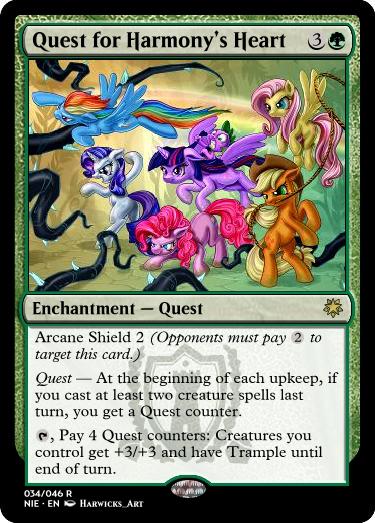 Quest for Harmony's Heart 3
Enchantment — Quest
Arcane Shield 2 (Opponents must pay 2 to
target this card.)
Quest — At the beginning of each upkeep, if
you cast at least two creature spells last
turn, you get a Quest counter.
, Pay 4 Quest counters: Creatures you
control get +3/+3 and have Trample until
end of turn.
034/046 R
NIE • EN Harwicks_Art